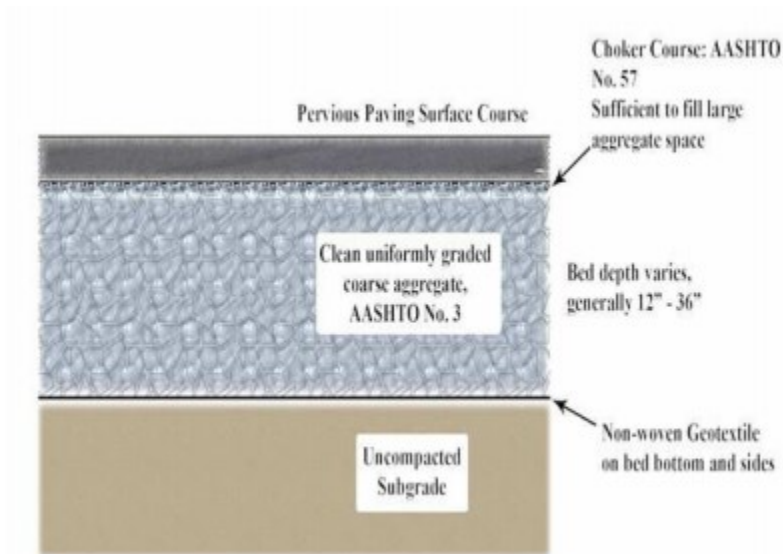 Choker Course: AASHTO
No. 57
Sufficient to fill large
aggregate space
Pervious Paving Surface Course
Clean uniformly graded
coarse aggregate,
AASHTO No. 3
Bed depth varies,
generally 12" - 36"
Non-woven Geotextile
on bed bottom and sides
Uncompacted
Subgrade